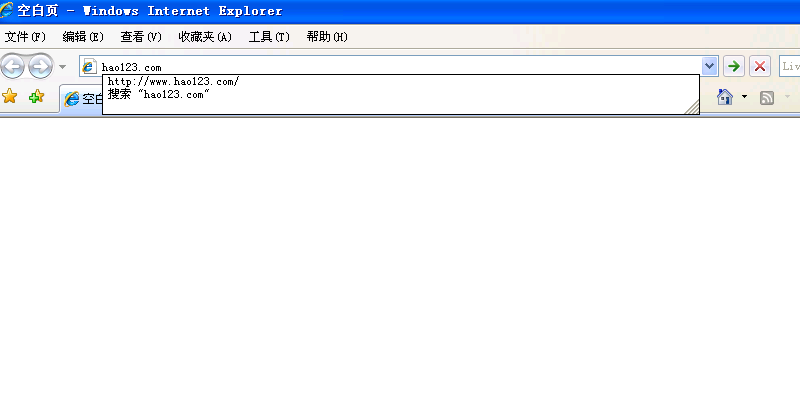 空白页 - Windows Internet Explorer
文件(F) 编辑(E) 查看(V) 收藏夹(A) 工具(T) 帮助(H)
hao123.com
Liv
http://www.hao123.com/
搜索 "hao123.com"
空白